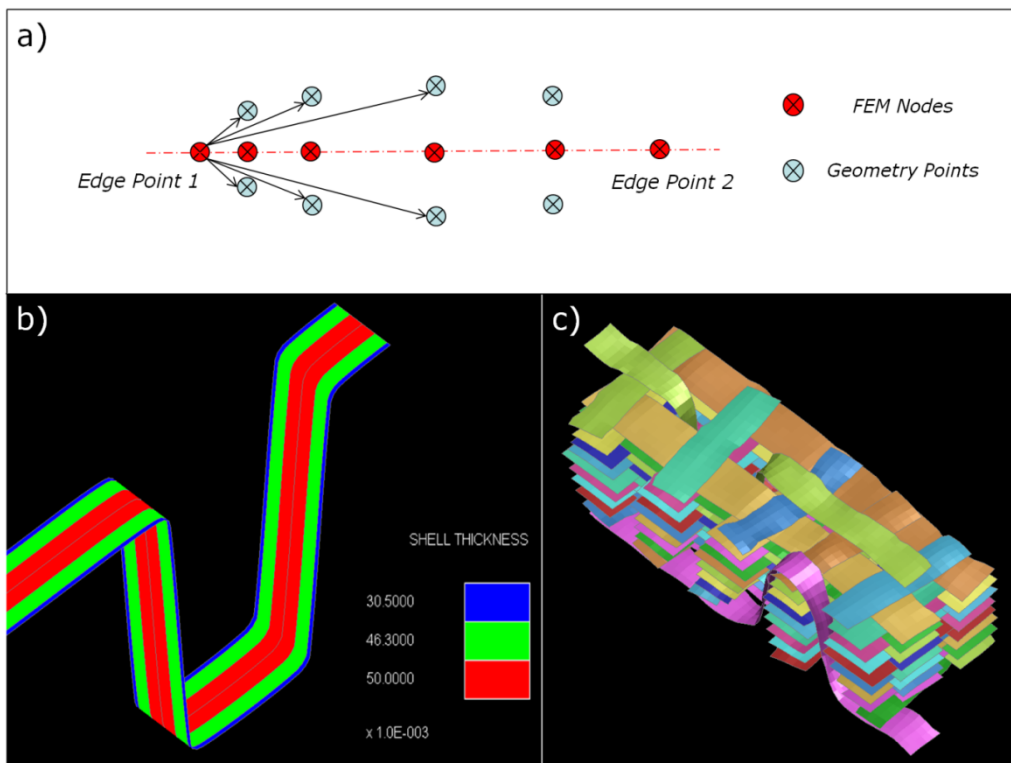 a)
FEM Nodes
Edge Point 1
Edge Point 2
Geometry Points
b)
c)
SHELL THICKNESS
30.5000
46.3000
50.0000
x 1.0E-003